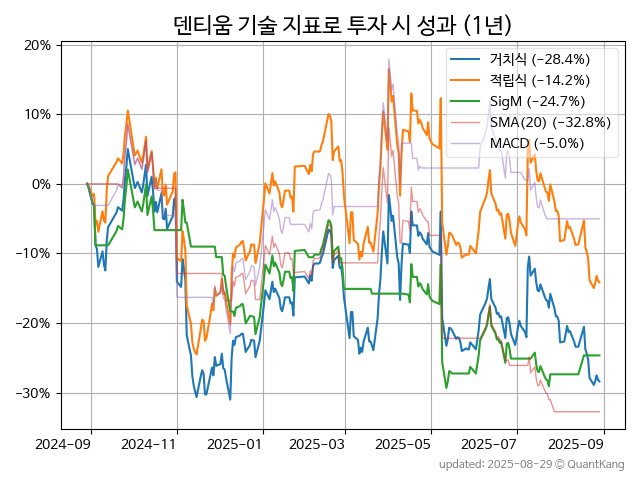 덴티움 기술 지표로 투자 시 성과 (1년)
거치식 (−28.4%)
적립식 (−14.2%)
SigM (−24.7%)
SMA(20) (−32.8%)
MACD (−5.0%)
20%
10%
0%
−10%
−20%
−30%
2024-09 2024-11 2025-01 2025-03 2025-05 2025-07 2025-09
updated: 2025-08-29 © QuantKang